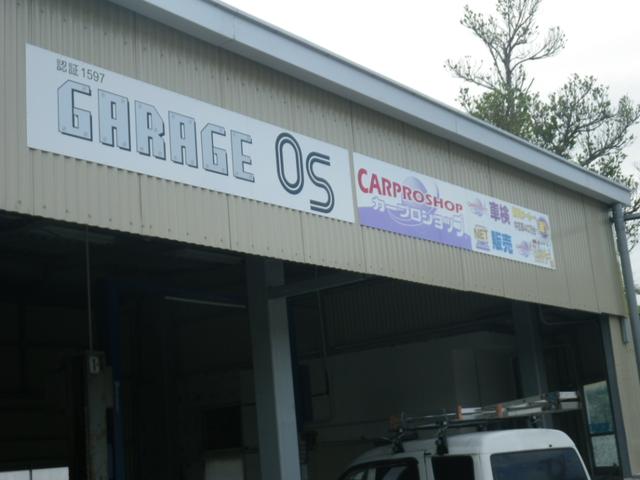 認証1597
GARAGE OS
CARPROSHOP
カープロショップ
車検
販売
NET
B